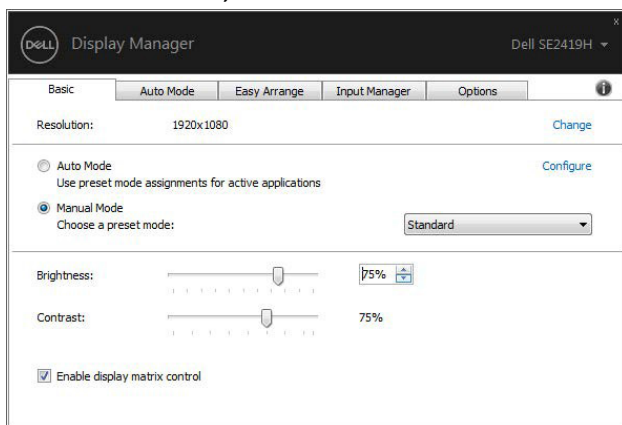 x
DELL Display Manager Dell SE2419H
Basic Auto Mode Easy Arrange Input Manager Options i
Resolution: 1920x1080 Change
Auto Mode Configure
Use preset mode assignments for active applications
Manual Mode
Choose a preset mode: Standard
Brightness: 75%
Contrast: 75%
Enable display matrix control